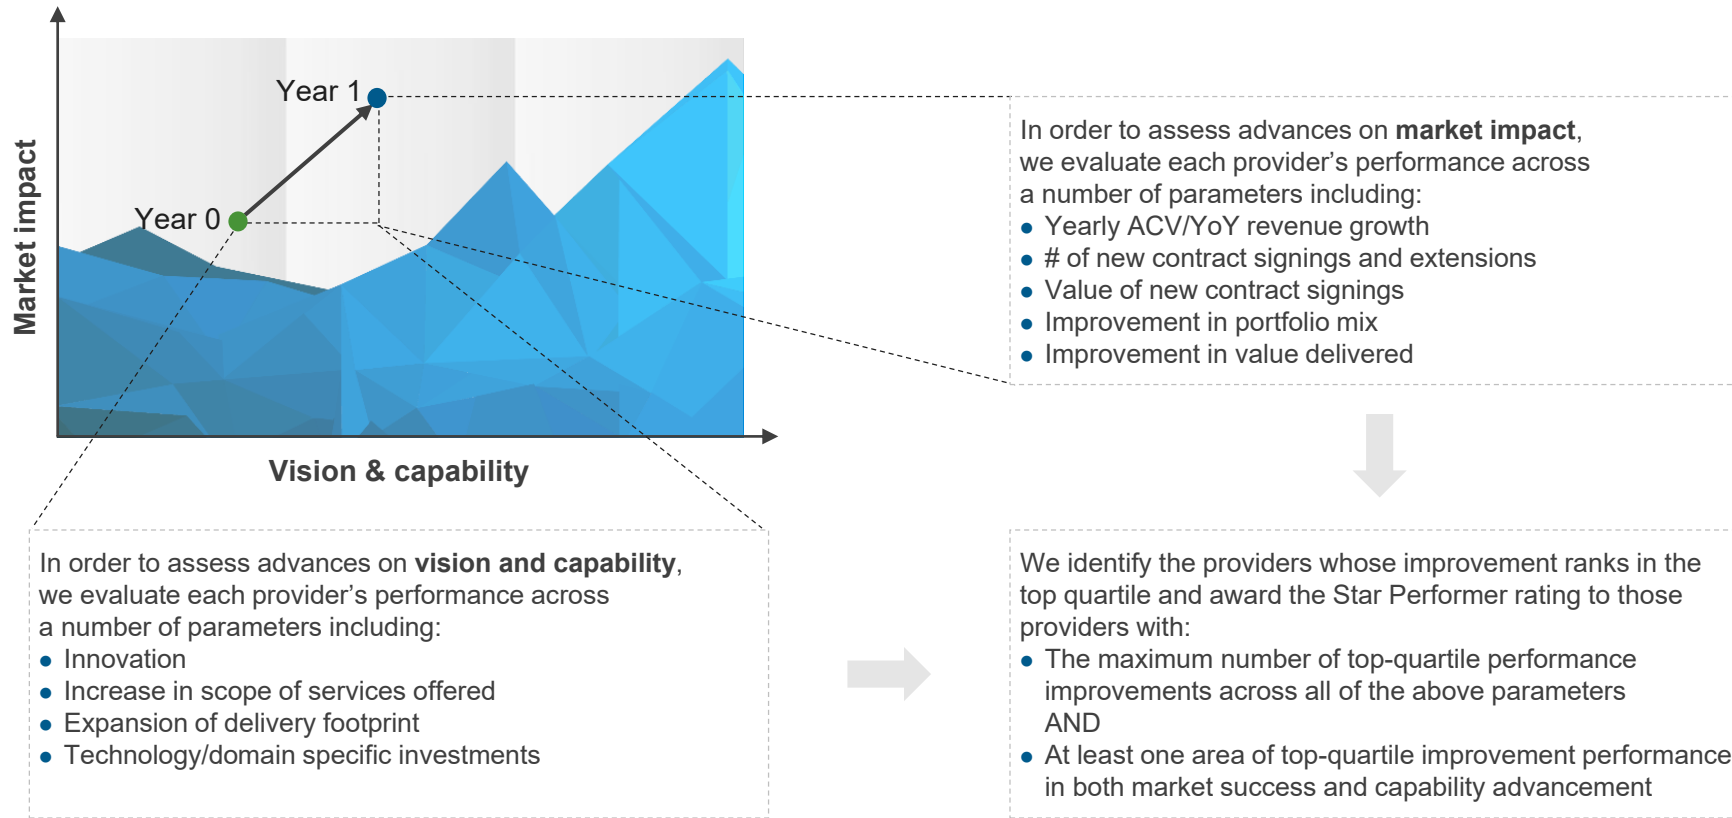 Year 1
Year 0
Market impact
Vision & capability
In order to assess advances on market impact,
we evaluate each provider’s performance across
a number of parameters including:
● Yearly ACV/YoY revenue growth
● # of new contract signings and extensions
● Value of new contract signings
● Improvement in portfolio mix
● Improvement in value delivered
In order to assess advances on vision and capability,
we evaluate each provider’s performance across
a number of parameters including:
● Innovation
● Increase in scope of services offered
● Expansion of delivery footprint
● Technology/domain specific investments
We identify the providers whose improvement ranks in the
top quartile and award the Star Performer rating to those
providers with:
● The maximum number of top-quartile performance
improvements across all of the above parameters
AND
● At least one area of top-quartile improvement performance
in both market success and capability advancement